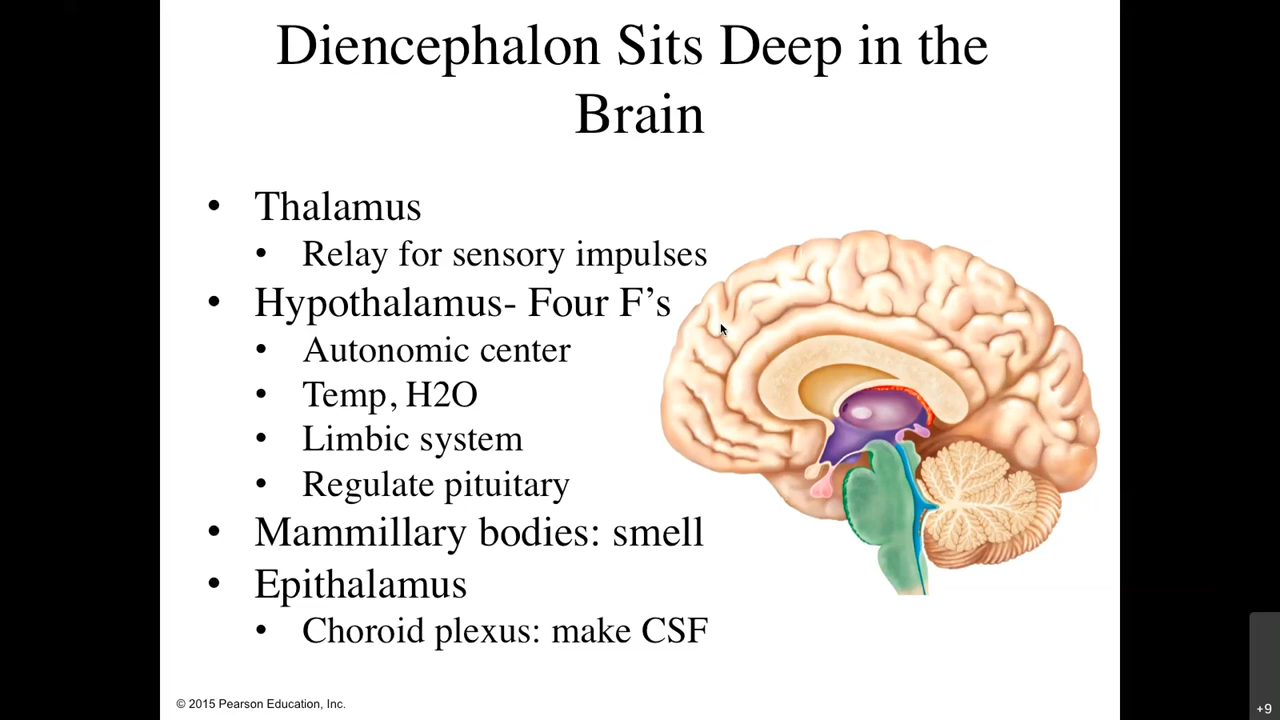 Diencephalon Sits Deep in the
Brain
• Thalamus
• Relay for sensory impulses
• Hypothalamus- Four F’s
• Autonomic center
• Temp, H2O
• Limbic system
• Regulate pituitary
• Mammillary bodies: smell
• Epithalamus
• Choroid plexus: make CSF
© 2015 Pearson Education, Inc.
+9